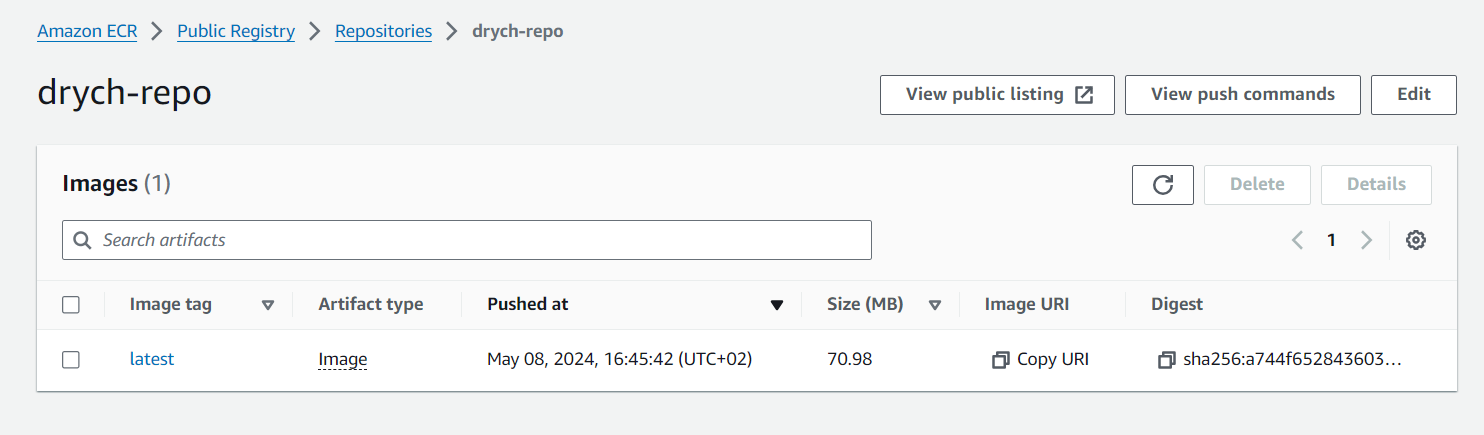 Amazon ECR > Public Registry > Repositories > drych-repo
drych-repo
View public listing View push commands Edit
Images (1)
Delete Details
Search artifacts
1
Image tag Artifact type Pushed at Size (MB) Image URI Digest
latest Image May 08, 2024, 16:45:42 (UTC+02) 70.98 Copy URI sha256:a744f652843603...